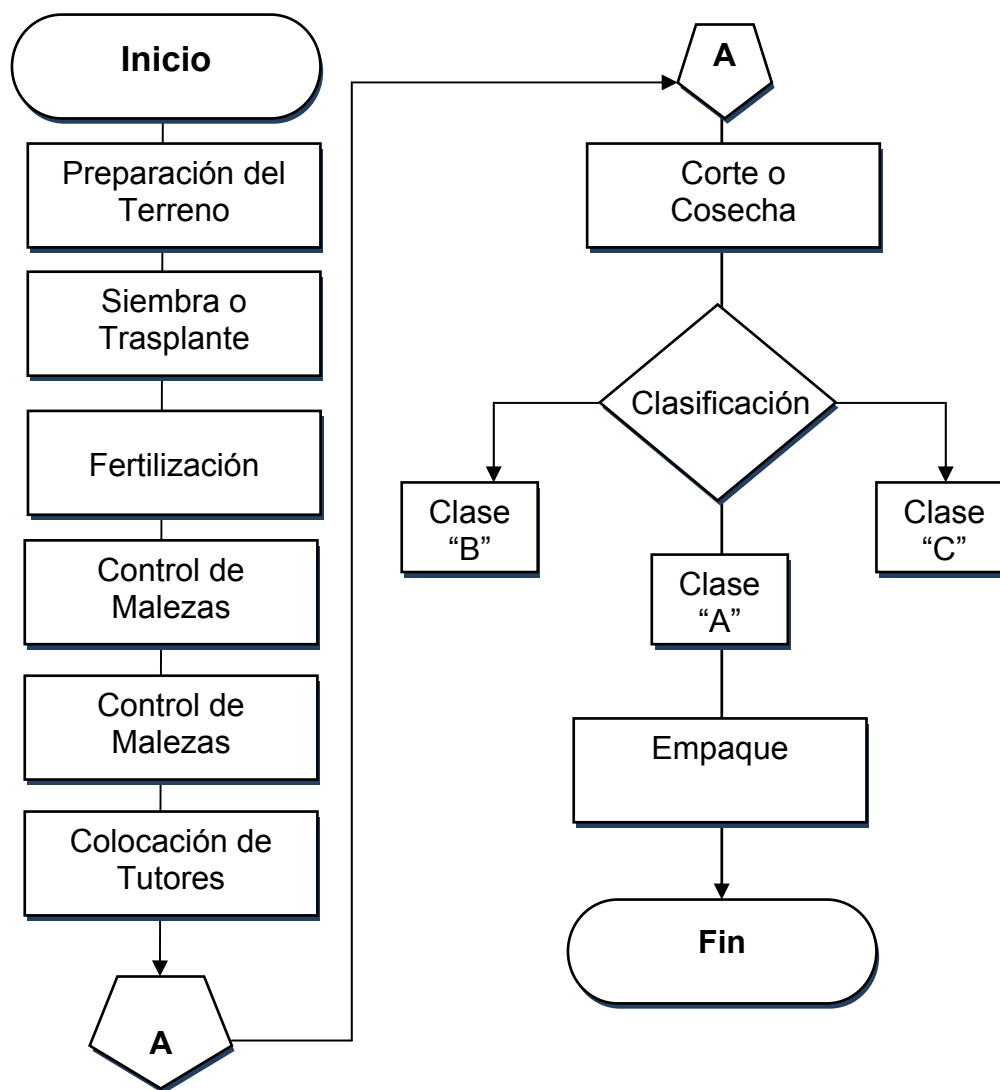 Inicio
Preparación del
Terreno
Siembra o
Trasplante
Fertilización
Control de
Malezas
Control de
Malezas
Colocación de
Tutores
A
A
Corte o
Cosecha
Clasificación
Clase
“B”
Clase
“A”
Clase
“C”
Empaque
Fin